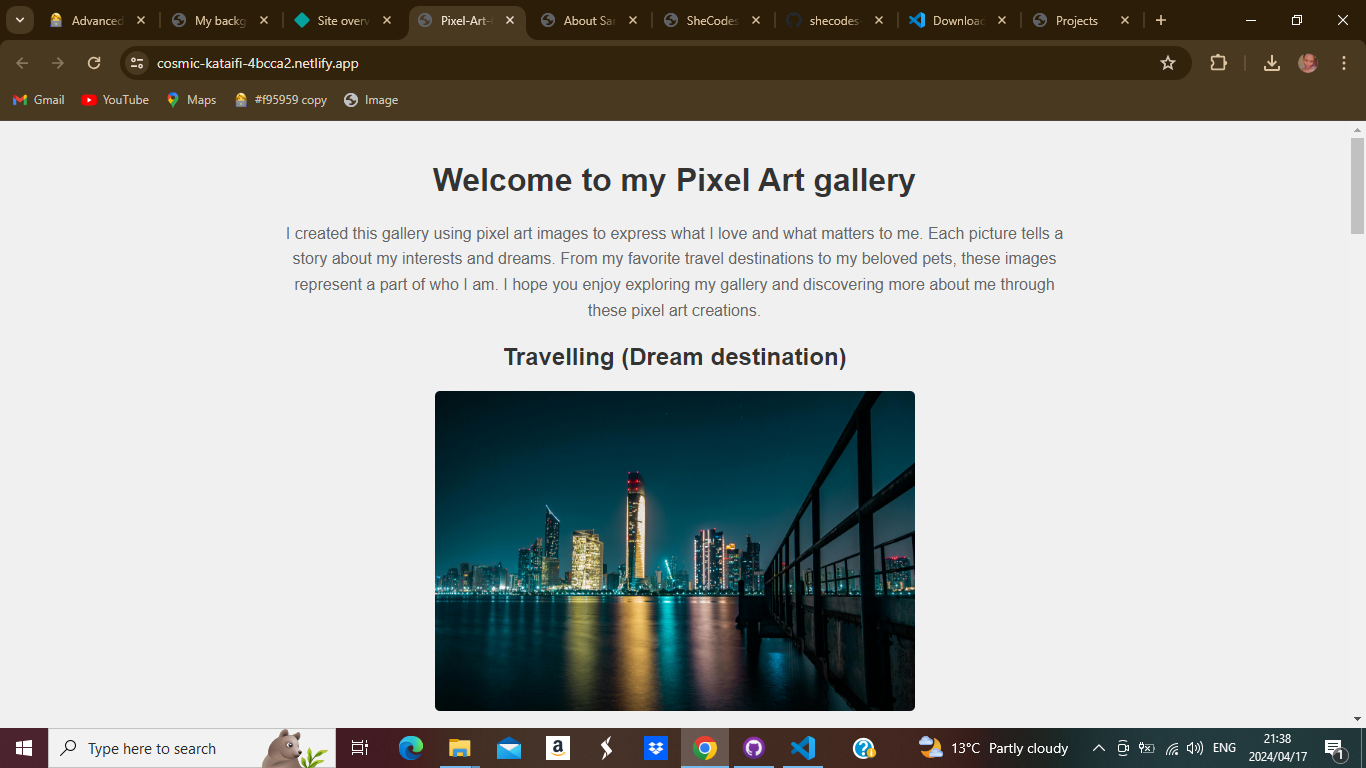 Advanced
My backg
Site overv
Pixel-Art-
About Sar
SheCodes
shecodes-
Download
Projects
cosmic-kataifi-4bcca2.netlify.app
Gmail
YouTube
Maps
#f95959 copy
Image
Welcome to my Pixel Art gallery
I created this gallery using pixel art images to express what I love and what matters to me. Each picture tells a
story about my interests and dreams. From my favorite travel destinations to my beloved pets, these images
represent a part of who I am. I hope you enjoy exploring my gallery and discovering more about me through
these pixel art creations.
Travelling (Dream destination)
Type here to search
13°C Partly cloudy
ENG
21:38
2024/04/17
1